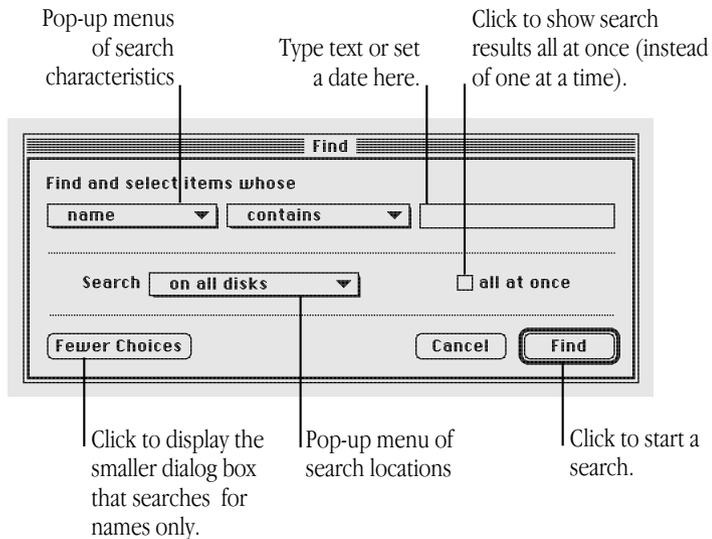 Pop-up menus
of search
characteristics
Type text or set
a date here.
Click to show search
results all at once (instead
of one at a time).
Find
Find and select items whose
name
contains
Search
on all disks
all at once
Fewer Choices
Cancel
Find
Click to display the
smaller dialog box
that searches for
names only.
Pop-up menu of
search locations
Click to start a
search.